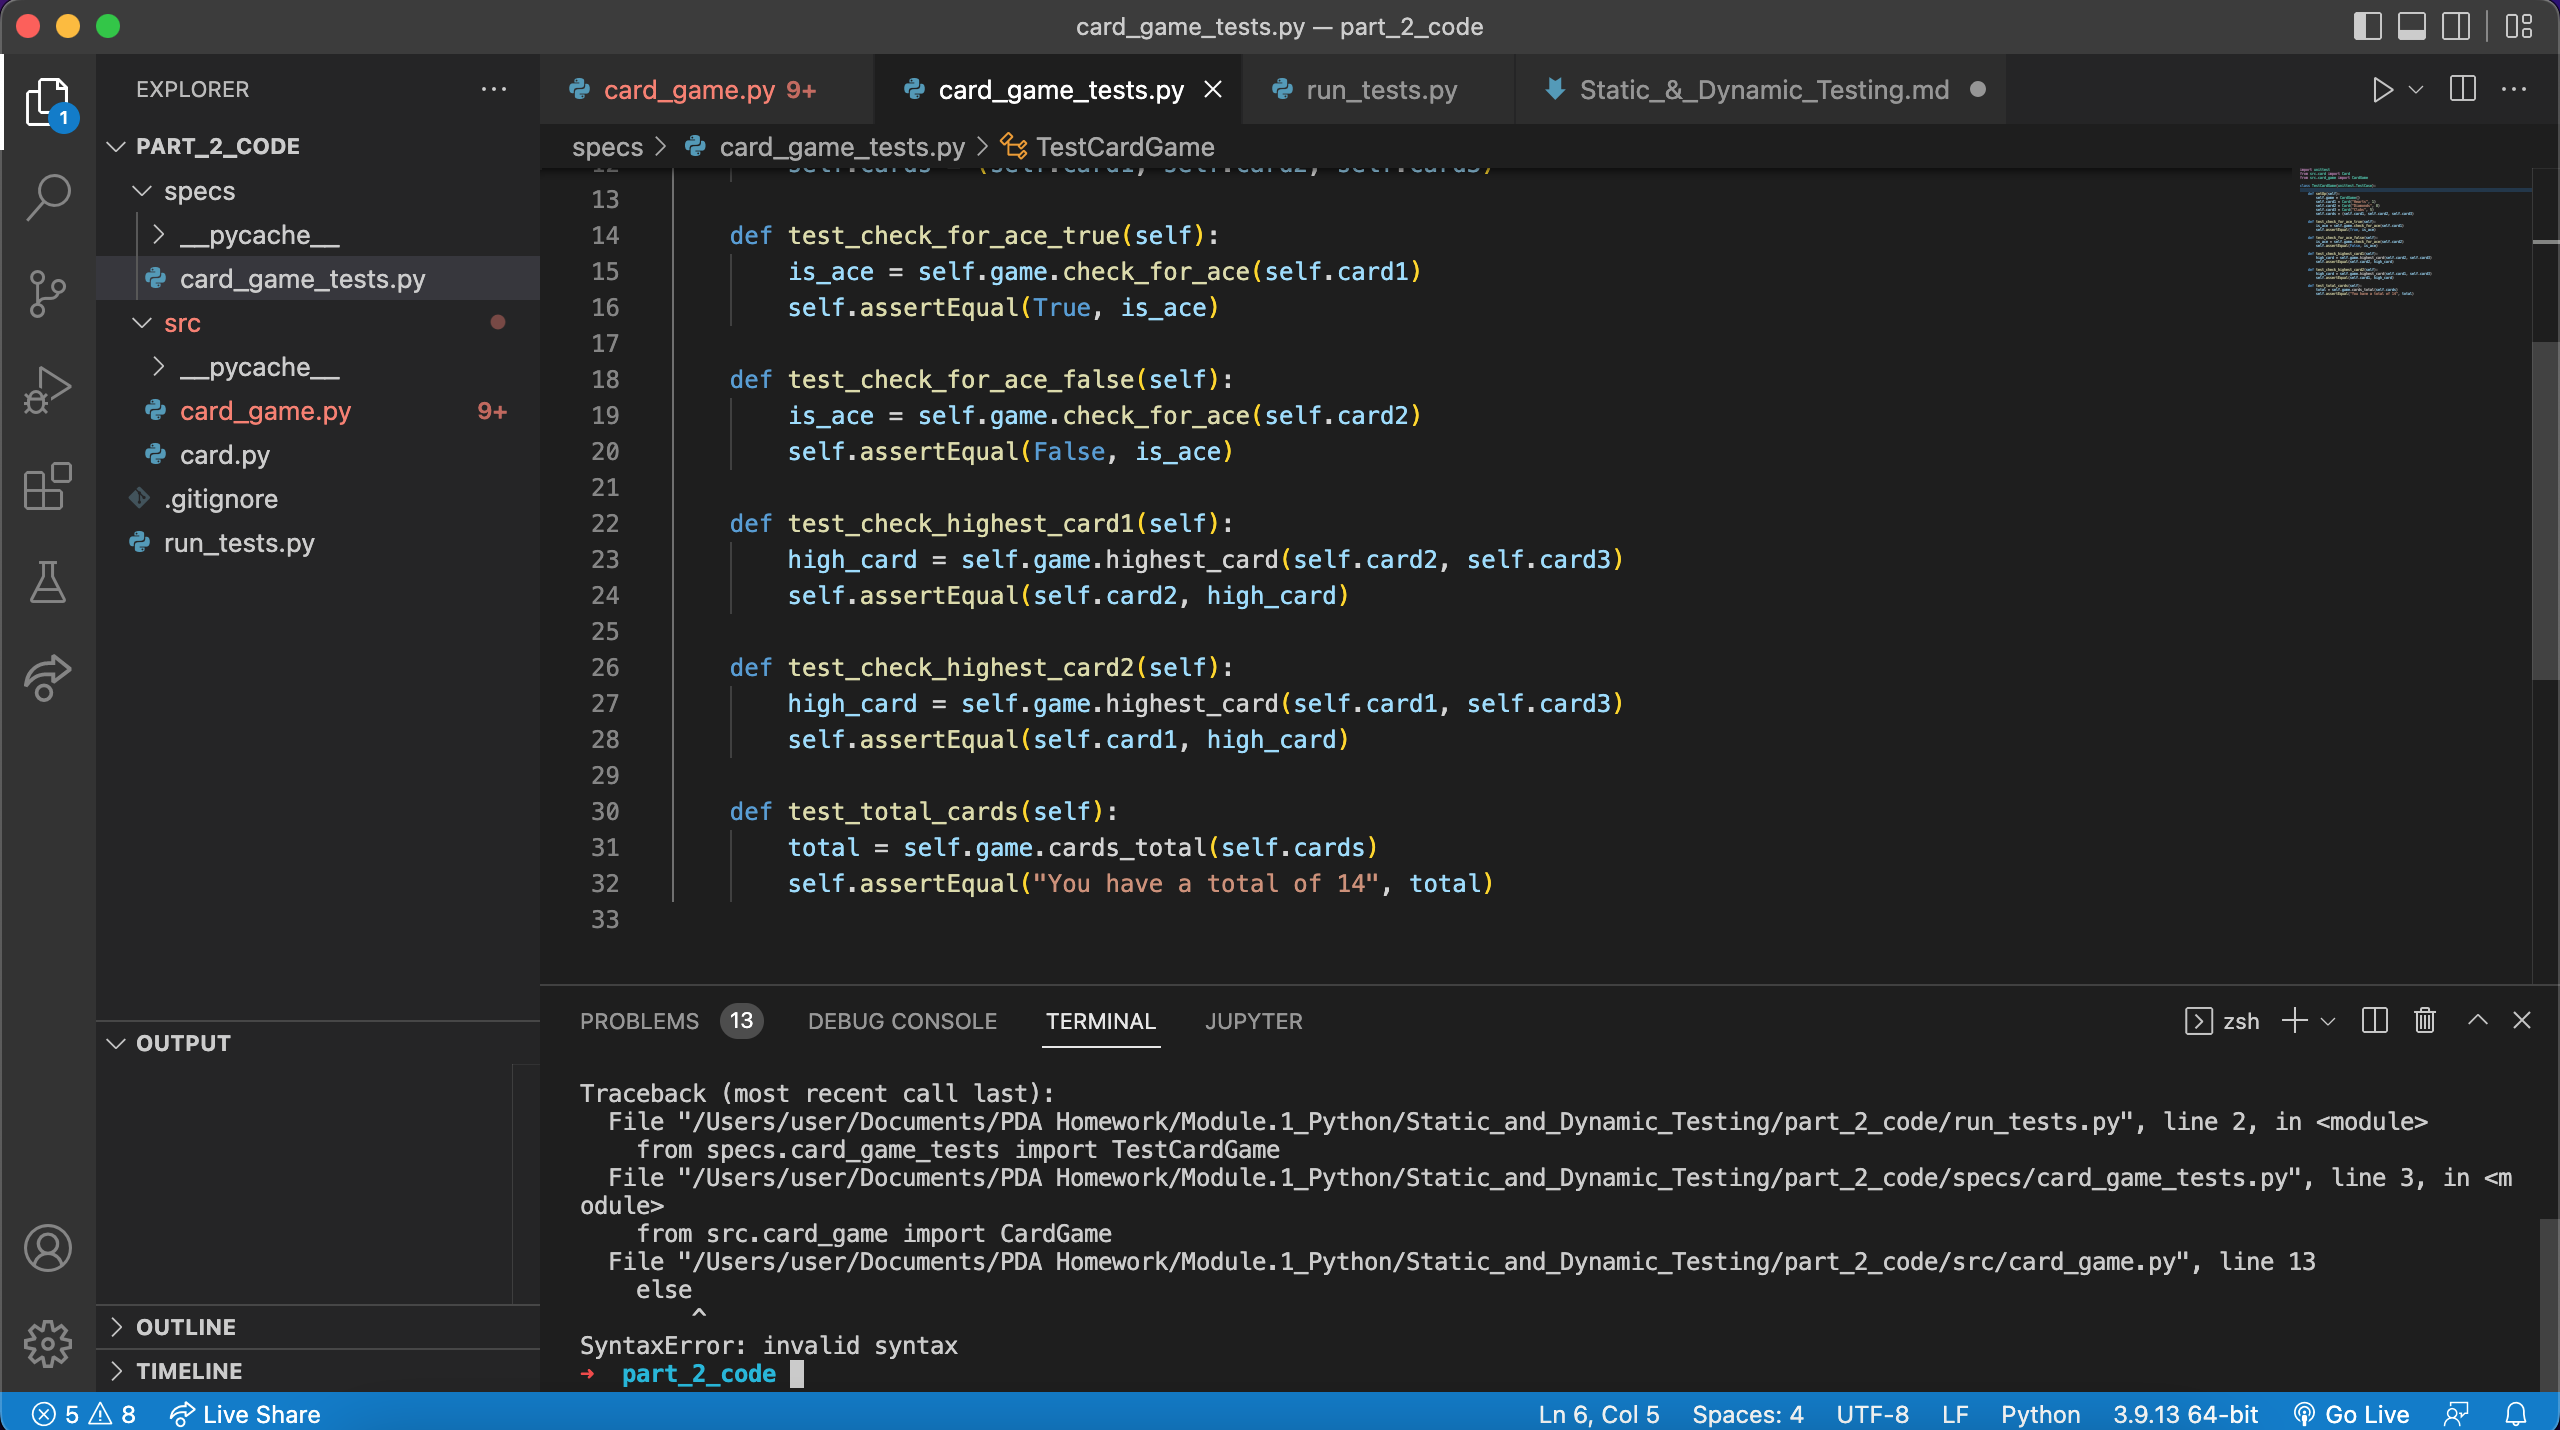 card_game_tests.py — part_2_code
EXPLORER
PART_2_CODE
specs
__pycache__
card_game_tests.py
src
__pycache__
card_game.py 9+
card.py
.gitignore
run_tests.py
OUTPUT
OUTLINE
TIMELINE
1
card_game.py 9+ card_game_tests.py run_tests.py Static_&_Dynamic_Testing.md
specs > card_game_tests.py > TestCardGame
12 self.cards = (self.card1, self.card2, self.card3)
13
14 def test_check_for_ace_true(self):
15 is_ace = self.game.check_for_ace(self.card1)
16 self.assertEqual(True, is_ace)
17
18 def test_check_for_ace_false(self):
19 is_ace = self.game.check_for_ace(self.card2)
20 self.assertEqual(False, is_ace)
21
22 def test_check_highest_card1(self):
23 high_card = self.game.highest_card(self.card2, self.card3)
24 self.assertEqual(self.card2, high_card)
25
26 def test_check_highest_card2(self):
27 high_card = self.game.highest_card(self.card1, self.card3)
28 self.assertEqual(self.card1, high_card)
29
30 def test_total_cards(self):
31 total = self.game.cards_total(self.cards)
32 self.assertEqual("You have a total of 14", total)
33
PROBLEMS 13 DEBUG CONSOLE TERMINAL JUPYTER zsh
Traceback (most recent call last):
File "/Users/user/Documents/PDA Homework/Module.1_Python/Static_and_Dynamic_Testing/part_2_code/run_tests.py", line 2, in <module>
from specs.card_game_tests import TestCardGame
File "/Users/user/Documents/PDA Homework/Module.1_Python/Static_and_Dynamic_Testing/part_2_code/specs/card_game_tests.py", line 3, in <m
odule>
from src.card_game import CardGame
File "/Users/user/Documents/PDA Homework/Module.1_Python/Static_and_Dynamic_Testing/part_2_code/src/card_game.py", line 13
else
^
SyntaxError: invalid syntax
➜ part_2_code
5 8 Live Share Ln 6, Col 5 Spaces: 4 UTF-8 LF Python 3.9.13 64-bit Go Live